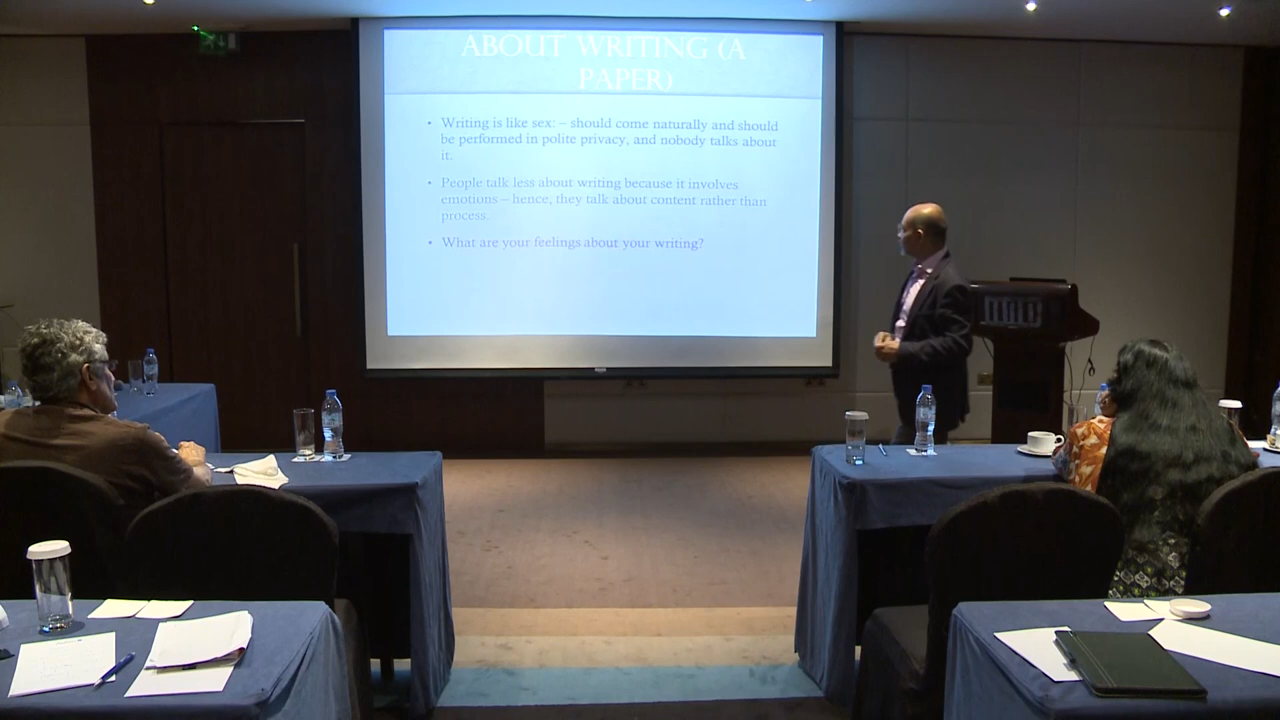 ABOUT WRITING (A
PAPER)
• Writing is like sex: – should come naturally and should
be performed in polite privacy, and nobody talks about
it.
• People talk less about writing because it involves
emotions – hence, they talk about content rather than
process.
• What are your feelings about your writing?